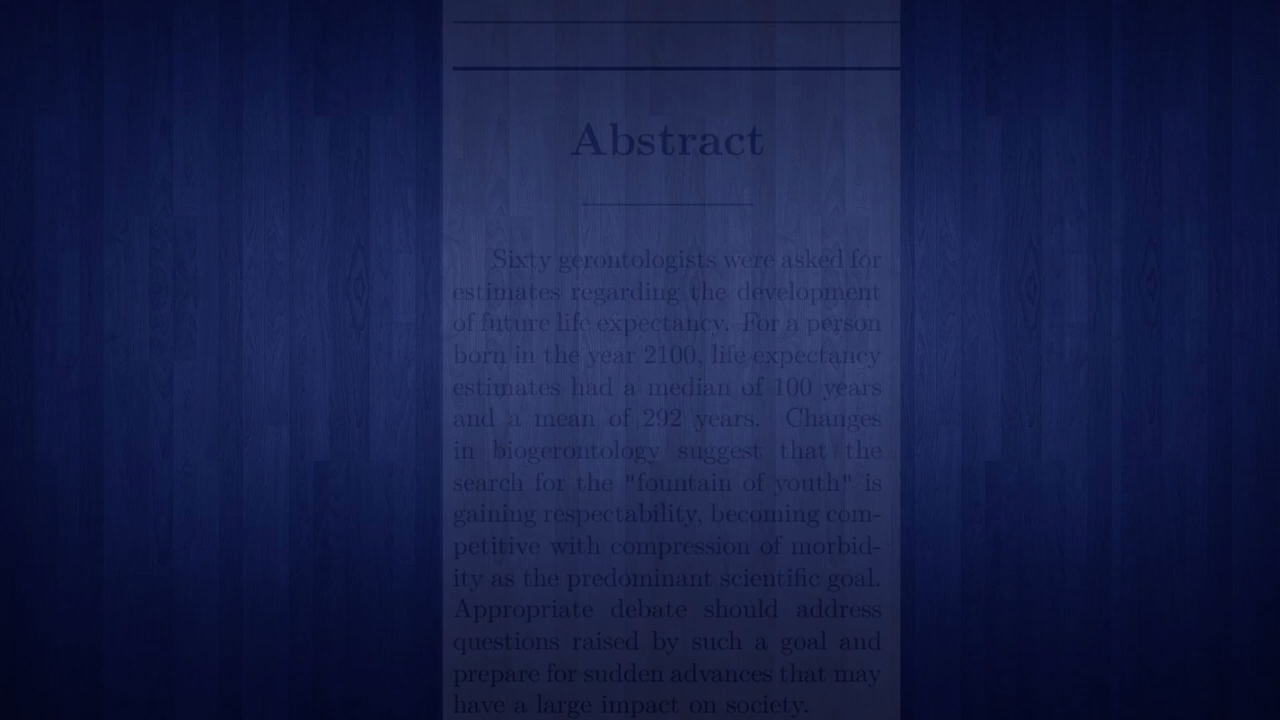 Abstract
Sixty gerontologists were asked for
estimates regarding the development
of future life expectancy. For a person
born in the year 2100, life expectancy
estimates had a median of 100 years
and a mean of 292 years. Changes
in biogerontology suggest that the
search for the "fountain of youth" is
gaining respectability, becoming com-
petitive with compression of morbid-
ity as the predominant scientific goal.
Appropriate debate should address
questions raised by such a goal and
prepare for sudden advances that may
have a large impact on society.